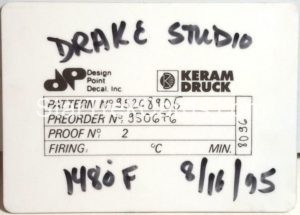 DRAKE STUDIO
dp Design Point Decal, Inc
K KERAM DRUCK
PATTERN Nº 95248906
PREORDER Nº 950676
PROOF Nº 2
FIRING: °C MIN.
8096
1480 F 8/16/95